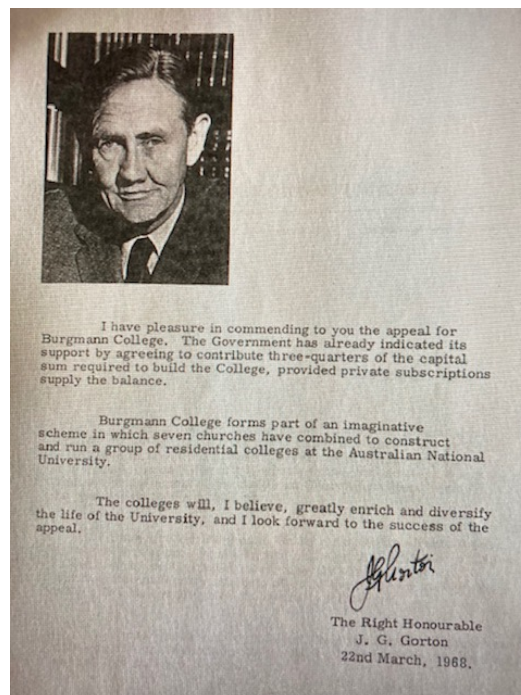 I have pleasure in commending to you the appeal for
Burgmann College. The Government has already indicated its
support by agreeing to contribute three-quarters of the capital
sum required to build the College, provided private subscriptions
supply the balance.
Burgmann College forms part of an imaginative
scheme in which seven churches have combined to construct
and run a group of residential colleges at the Australian National
University.
The colleges will, I believe, greatly enrich and diversify
the life of the University, and I look forward to the success of the
appeal.
JGGorton
The Right Honourable
J. G. Gorton
22nd March, 1968.